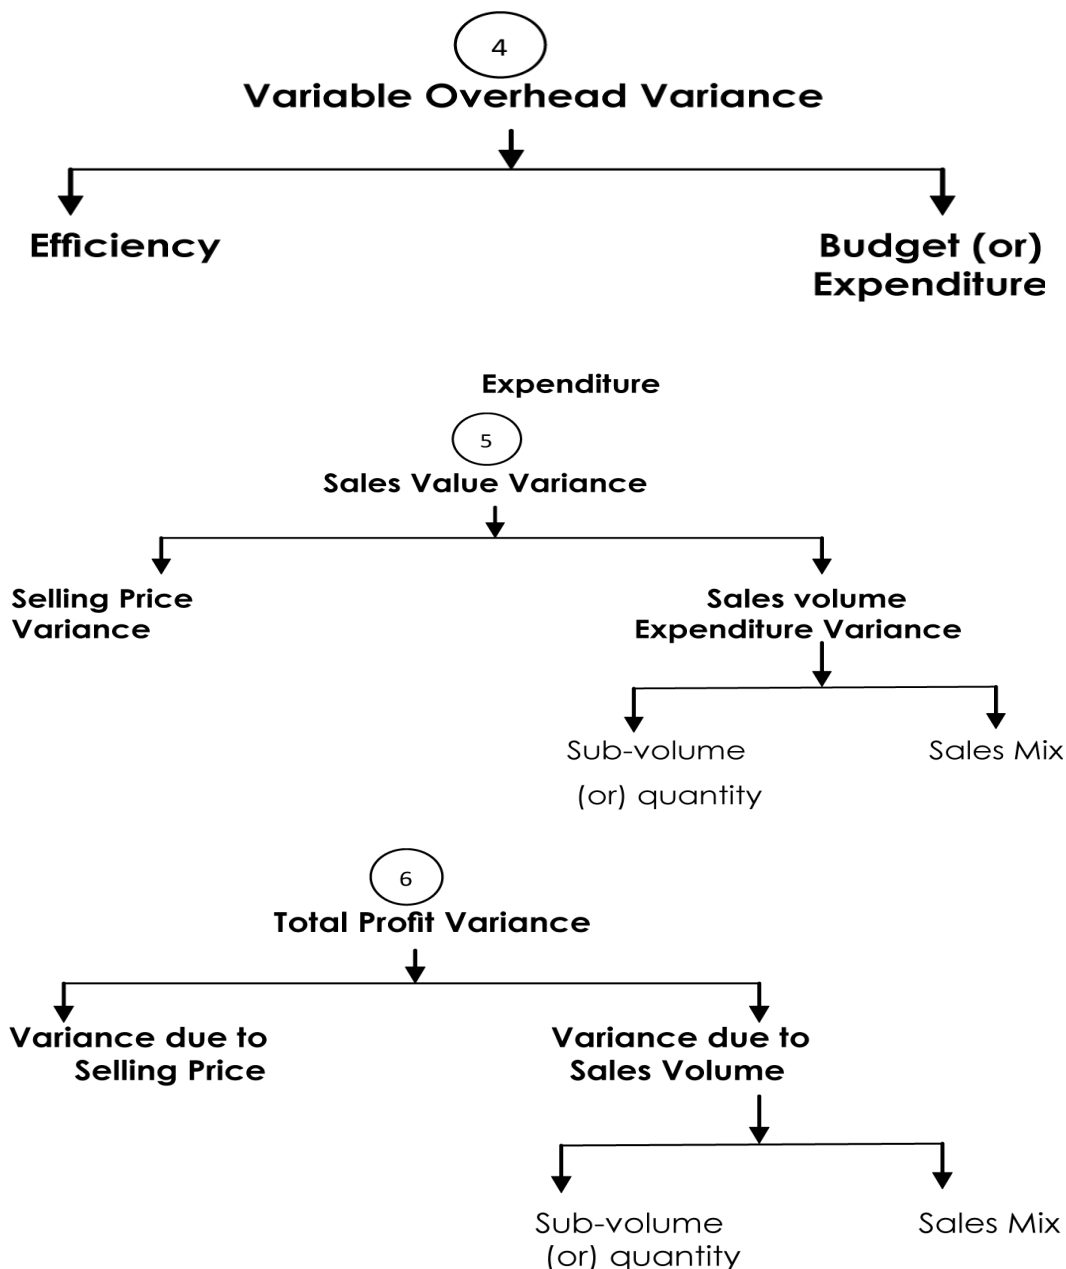 4
Variable Overhead Variance
Efficiency
Budget (or)
Expenditure
Expenditure
5
Sales Value Variance
Selling Price
Variance
Sales volume
Expenditure Variance
Sub-volume
(or) quantity
Sales Mix
6
Total Profit Variance
Variance due to
Selling Price
Variance due to
Sales Volume
Sub-volume
(or) quantity
Sales Mix